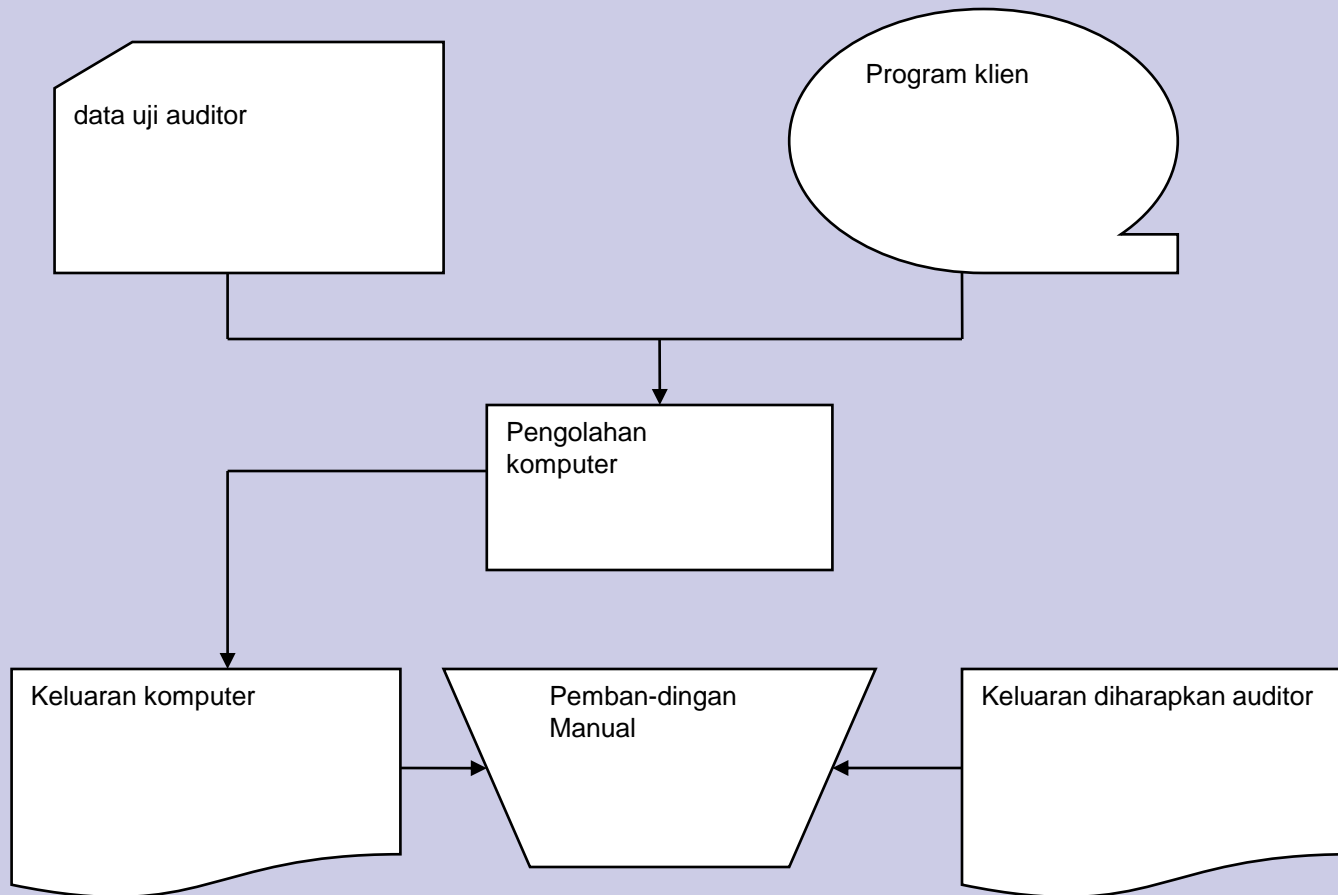 data uji auditor
Program klien
Pengolahan
komputer
Keluaran komputer
Pemban-dingan
Manual
Keluaran diharapkan auditor